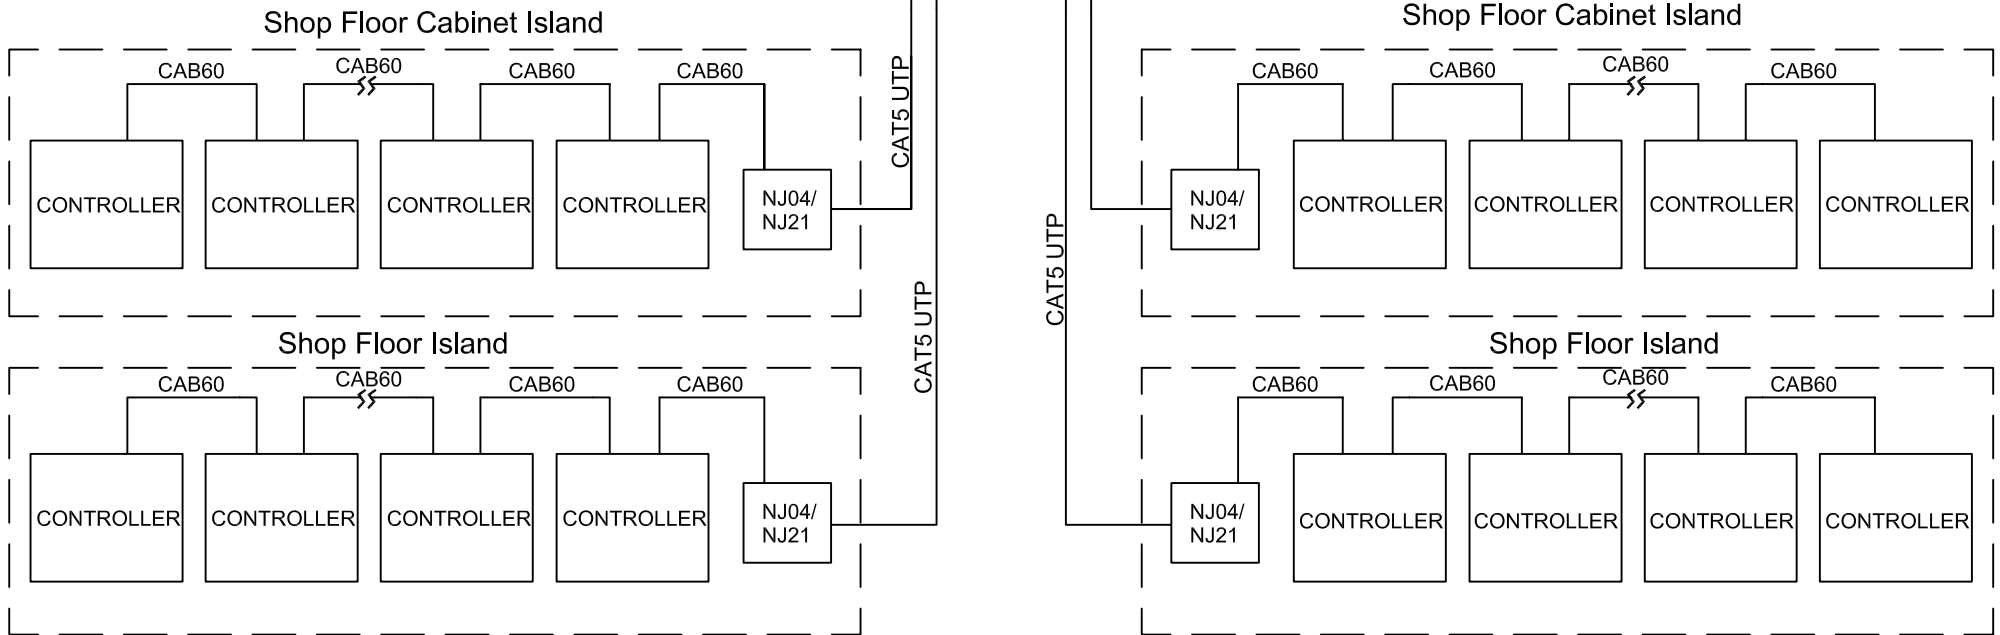 Shop Floor Cabinet Island
CAB60
CAB60
CAB60
CAB60
CONTROLLER
CONTROLLER
CONTROLLER
CONTROLLER
NJ04/
NJ21
CAT5 UTP
Shop Floor Island
CAB60
CAB60
CAB60
CAB60
CONTROLLER
CONTROLLER
CONTROLLER
CONTROLLER
NJ04/
NJ21
CAT5 UTP
Shop Floor Cabinet Island
CAB60
CAB60
CAB60
CAB60
NJ04/
NJ21
CONTROLLER
CONTROLLER
CONTROLLER
CONTROLLER
CAT5 UTP
Shop Floor Island
CAB60
CAB60
CAB60
CAB60
NJ04/
NJ21
CONTROLLER
CONTROLLER
CONTROLLER
CONTROLLER